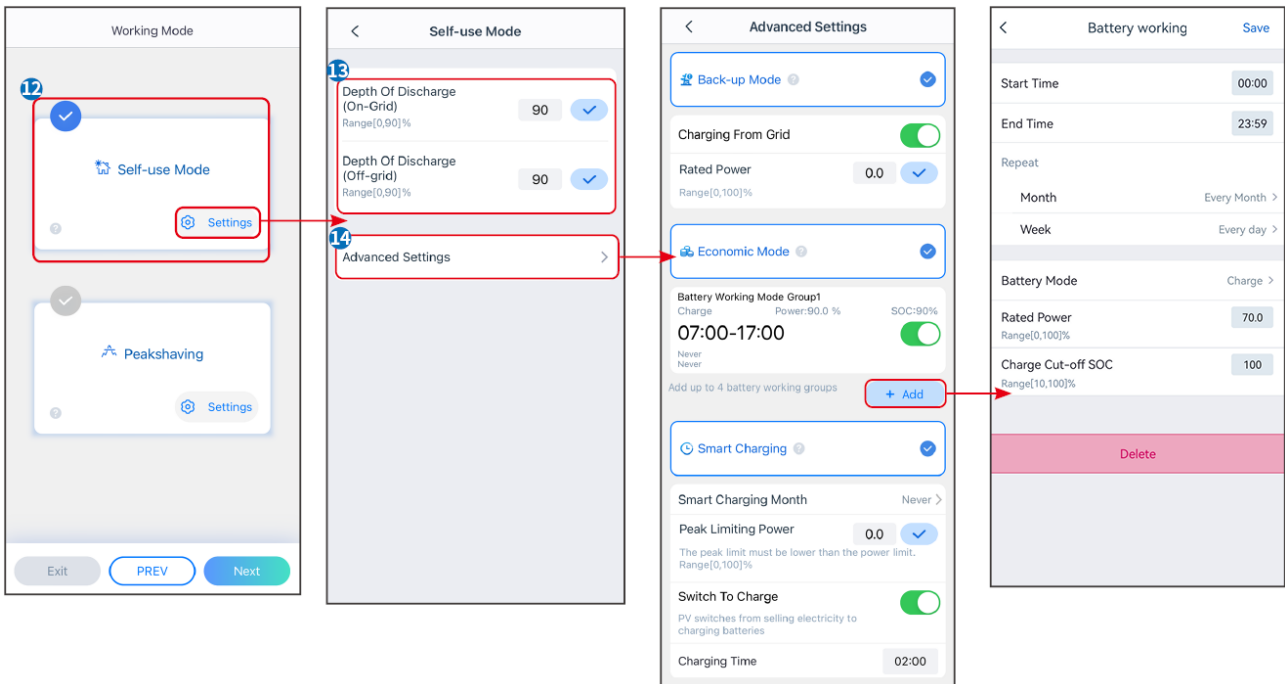 Working Mode
12
Self-use Mode
Settings
Peakshaving
Settings
Exit
PREV
Next
Self-use Mode
13
Depth Of Discharge
(On-Grid)
90
Range[0,90]%
Depth Of Discharge
(Off-grid)
90
Range[0,90]%
14
Advanced Settings
Advanced Settings
Back-up Mode ?
Charging From Grid
Rated Power
0.0
Range[0,100]%
Economic Mode ?
Battery Working Mode Group1
Charge Power:90.0 % SOC:90%
07:00-17:00
Never
Never
Add up to 4 battery working groups
+ Add
Smart Charging ?
Smart Charging Month Never
Peak Limiting Power
0.0
The peak limit must be lower than the power limit.
Range[0,100]%
Switch To Charge
PV switches from selling electricity to
charging batteries
Charging Time 02:00
Battery working Save
Start Time 00:00
End Time 23:59
Repeat
Month Every Month
Week Every day
Battery Mode Charge
Rated Power 70.0
Range[0,100]%
Charge Cut-off SOC 100
Range[10,100]%
Delete